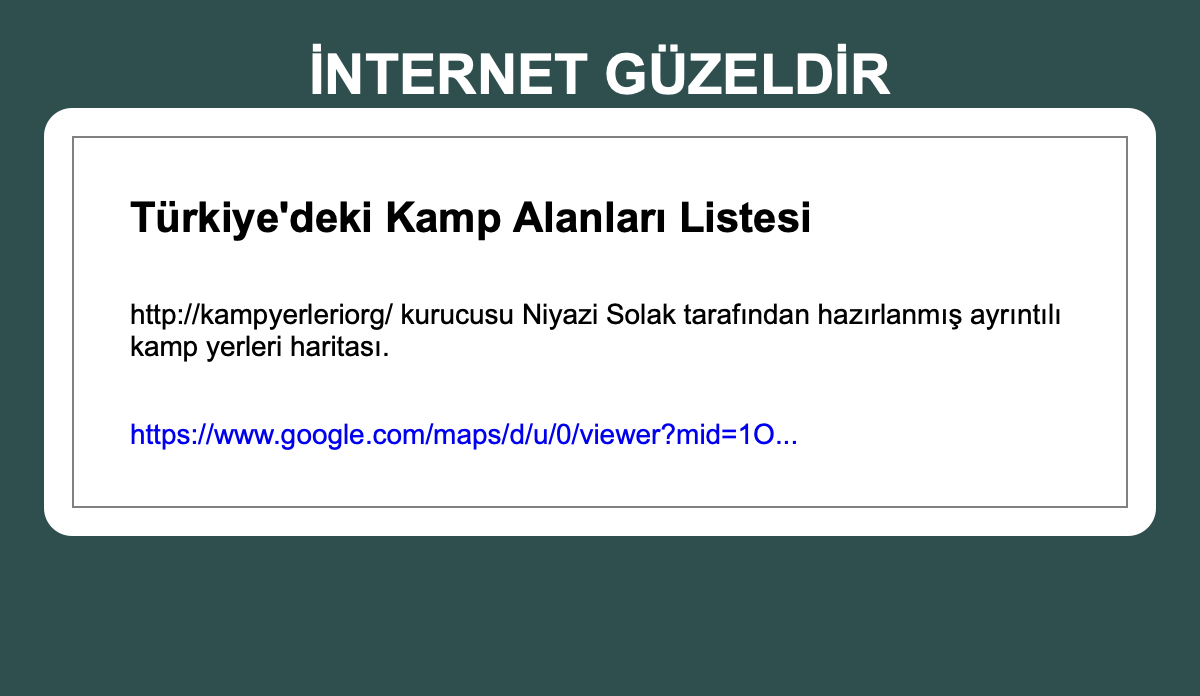 İNTERNET GÜZELDİR
Türkiye'deki Kamp Alanları Listesi
http://kampyerleriorg/ kurucusu Niyazi Solak tarafından hazırlanmış ayrıntılı
kamp yerleri haritası.
https://www.google.com/maps/d/u/0/viewer?mid=1O...